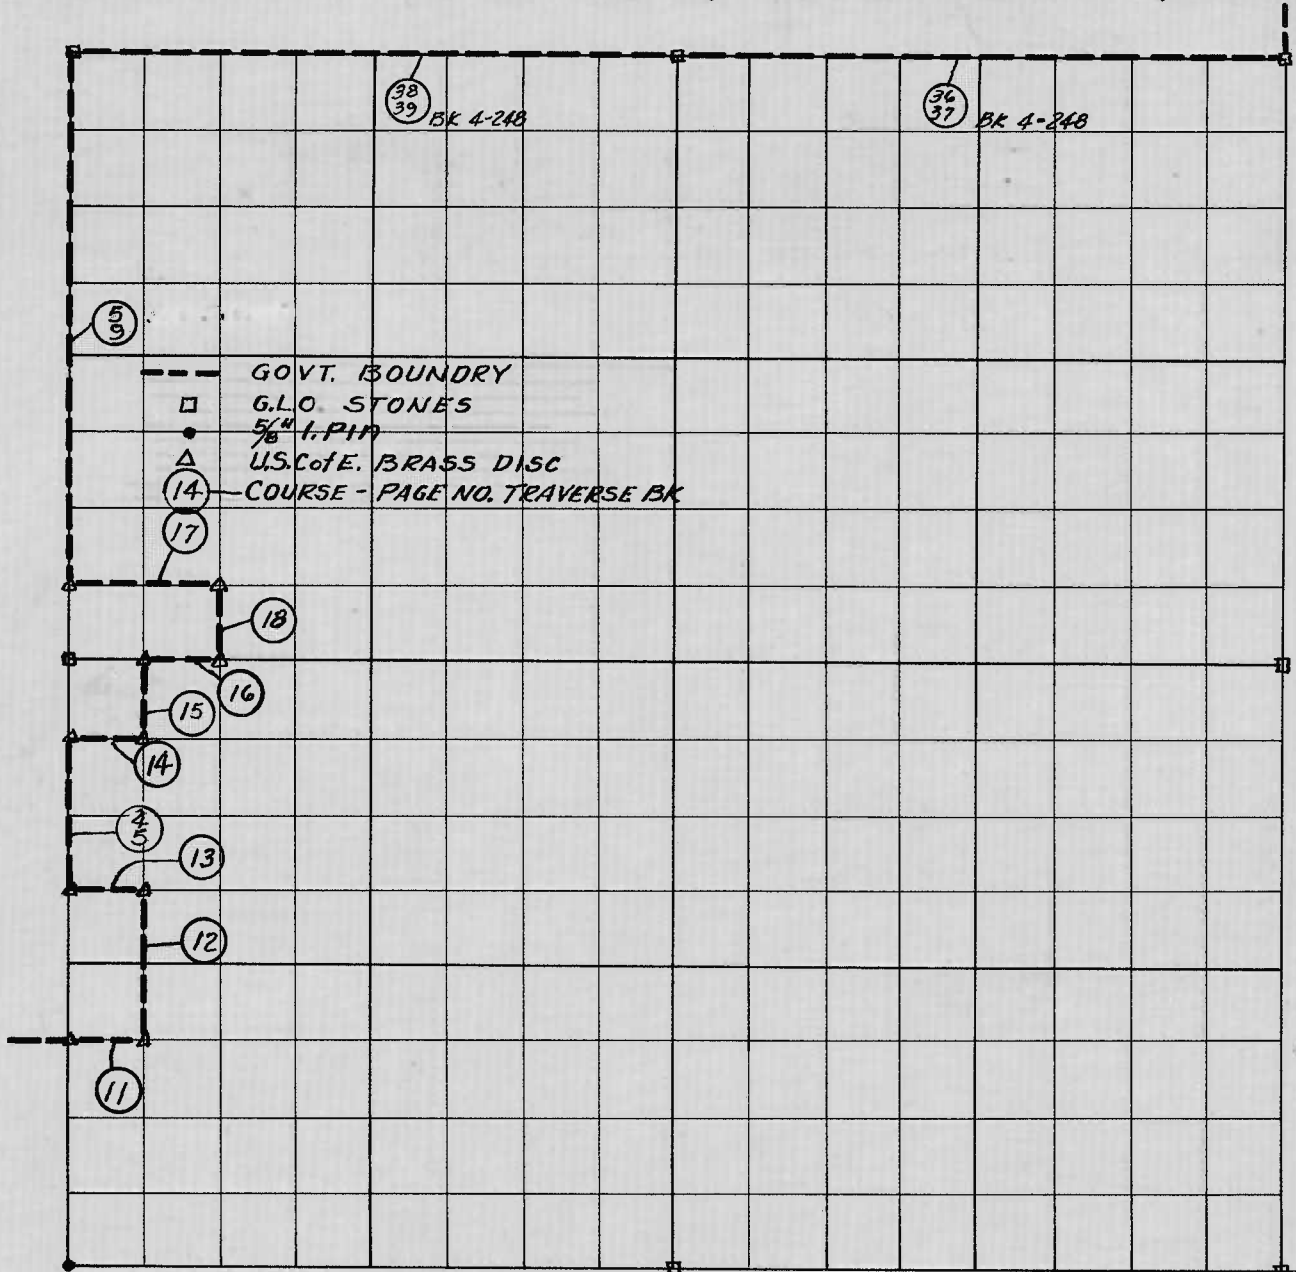 38
39
BK 4-248
36
37
BK 4-248
5
9
GOVT. BOUNDRY
G.L.O. STONES
5/8" I. PIN
U.S.CofE. BRASS DISC
14 COURSE - PAGE NO. TRAVERSE BK
17
18
16
15
14
4
5
13
12
11